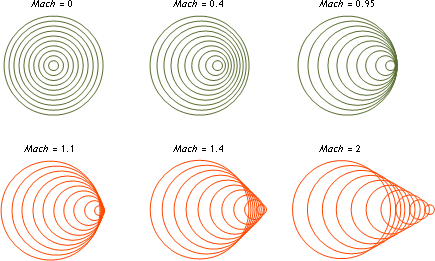 Mach = 0
Mach = 0.4
Mach = 0.95
Mach = 1.1
Mach = 1.4
Mach = 2